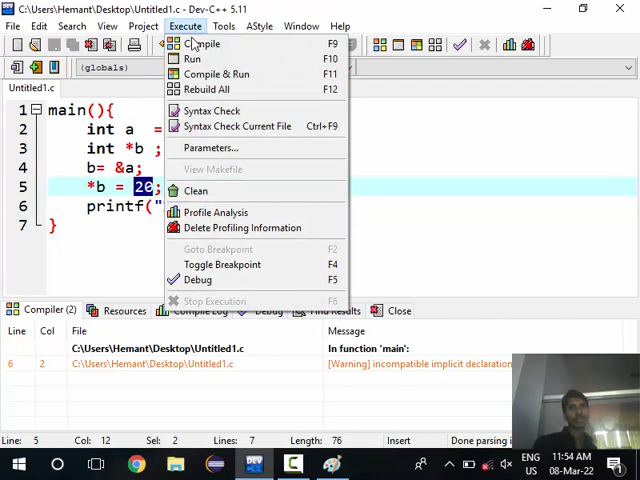 C:\Users\Hemant\Desktop\Untitled1.c - Dev-C++ 5.11
File Edit Search View Project Execute Tools AStyle Window Help
(globals)
Compile F9
Run F10
Compile & Run F11
Rebuild All F12
Syntax Check
Syntax Check Current File Ctrl+F9
Parameters...
View Makefile
Clean
Profile Analysis
Delete Profiling Information
Goto Breakpoint F2
Toggle Breakpoint F4
Debug F5
Stop Execution F6
Untitled1.c
1 main(){
2 int a =
3 int *b ;
4 b= &a;
5 *b = 20;
6 printf("
7 }
Compiler (2) Resources Compile Log Debug Find Results Close
Line Col File Message
C:\Users\Hemant\Desktop\Untitled1.c In function 'main':
6 2 C:\Users\Hemant\Desktop\Untitled1.c [Warning] incompatible implicit declaration
Line: 5 Col: 12 Sel: 2 Lines: 7 Length: 76 Insert Done parsing
ENG 11:54 AM
US 08-Mar-22